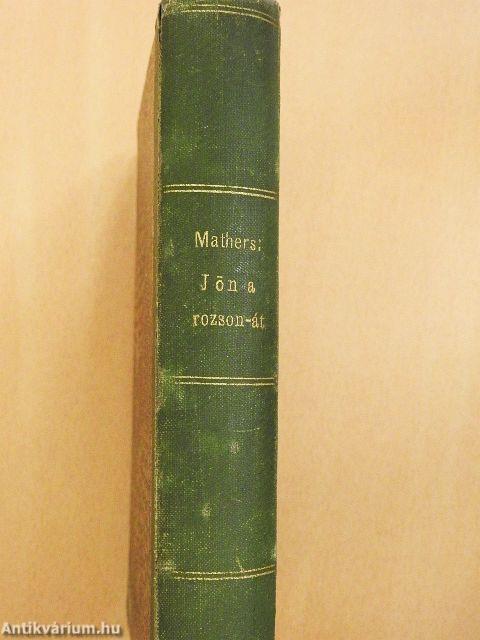 Mathers:
Jön a
rozson-át
Antikvárium.hu